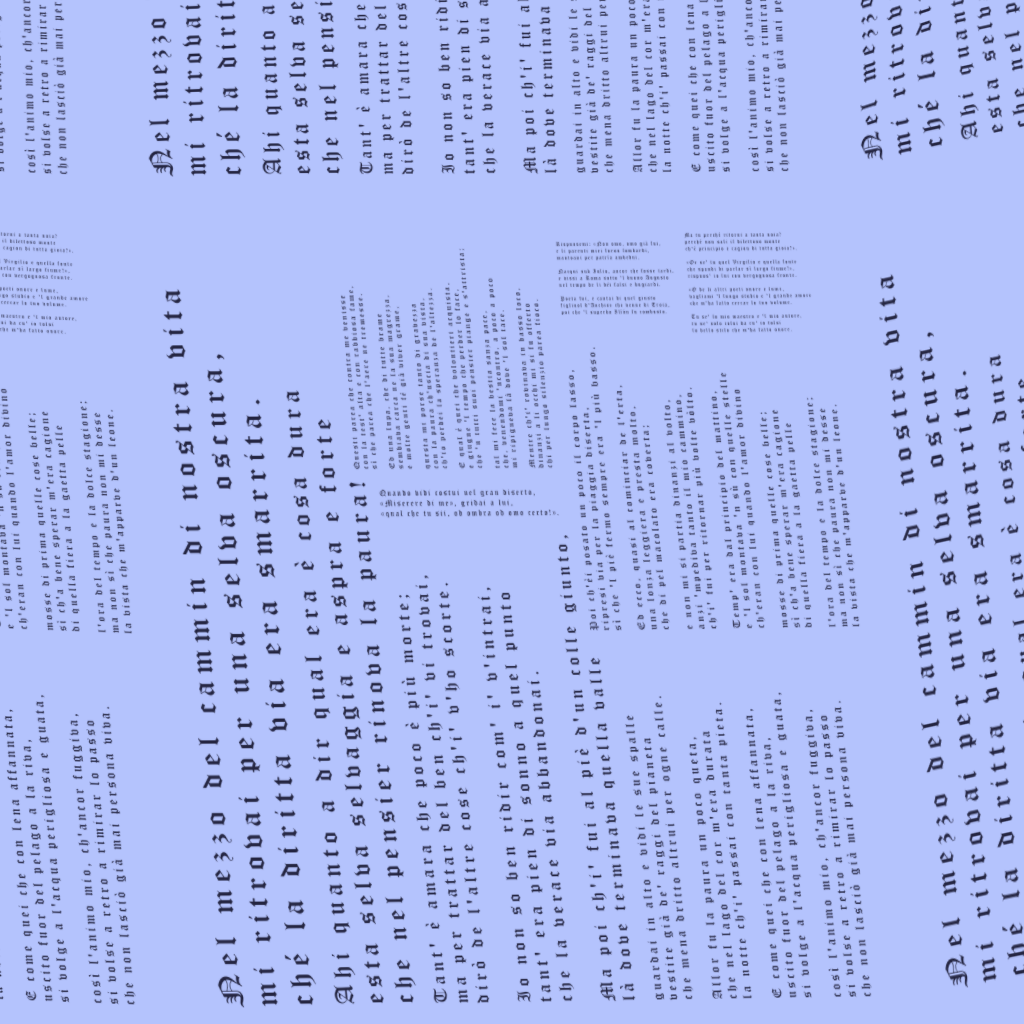 Nel mezzo del cammin di nostra vita
mi ritrovai per una selva oscura,
ché la diritta via era smarrita.
Ahi quanto a dir qual era è cosa dura
esta selva selvaggia e aspra e forte
che nel pensier rinova la paura!
Tant' è amara che poco è più morte;
ma per trattar del ben ch'i' vi trovai,
dirò de l'altre cose ch'i' v'ho scorte.
Io non so ben ridir com' i' v'intrai,
tant' era pien di sonno a quel punto
che la verace via abbandonai.
Ma poi ch'i' fui al piè d'un colle giunto,
là dove terminava quella valle
guardai in alto e vidi le sue spalle
vestite già de' raggi del pianeta
che mena dritto altrui per ogne calle.
Allor fu la paura un poco queta,
che nel lago del cor m'era durata
la notte ch'i' passai con tanta pieta.
E come quei che con lena affannata,
uscito fuor del pelago a la riva,
si volge a l'acqua perigliosa e guata,
così l'animo mio, ch'ancor fuggiva,
si volse a retro a rimirar lo passo
che non lasciò già mai persona viva.
Poi ch'èi posato un poco il corpo lasso,
ripresi via per la piaggia diserta,
sì che 'l piè fermo sempre era 'l più basso.
Ed ecco, quasi al cominciar de l'erta,
una lonza leggiera e presta molto,
che di pel macolato era coverta;
e non mi si partia dinanzi al volto,
anzi 'mpediva tanto il mio cammino,
ch'i' fui per ritornar più volte vòlto.
Temp' era dal principio del mattino,
e 'l sol montava 'n sù con quelle stelle
ch'eran con lui quando l'amor divino
mosse di prima quelle cose belle;
sì ch'a bene sperar m'era cagione
di quella fiera a la gaetta pelle
l'ora del tempo e la dolce stagione;
ma non sì che paura non mi desse
la vista che m'apparve d'un leone.
Questi parea che contra me venisse
con la test' alta e con rabbiosa fame,
sì che parea che l'aere ne tremesse.
Ed una lupa, che di tutte brame
sembiava carca ne la sua magrezza,
e molte genti fé già viver grame,
questa mi porse tanto di gravezza
con la paura ch'uscia di sua vista,
ch'io perdei la speranza de l'altezza.
E qual è quei che volontieri acquista,
e giugne 'l tempo che perder lo face,
che 'n tutti suoi pensier piange e s'attrista;
tal mi fece la bestia sanza pace,
che, venendomi 'ncontro, a poco a poco
mi ripigneva là dove 'l sol tace.
Mentre ch'i' rovinava in basso loco,
dinanzi a li occhi mi si fu offerto
chi per lungo silenzio parea fioco.
Quando vidi costui nel gran diserto,
«Miserere di me», gridai a lui,
«qual che tu sii, od ombra od omo certo!».
Rispuosemi: «Non omo, omo già fui,
e li parenti miei furon lombardi,
mantoani per patrïa ambedui.
Nacqui sub Iulio, ancor che fosse tardi,
e vissi a Roma sotto 'l buono Augusto
nel tempo de li dèi falsi e bugiardi.
Poeta fui, e cantai di quel giusto
figliuol d'Anchise che venne di Troia,
poi che 'l superbo Ilïón fu combusto.
Ma tu perché ritorni a tanta noia?
perché non sali il dilettoso monte
ch'è principio e cagion di tutta gioia?».
«Or se' tu quel Virgilio e quella fonte
che spandi di parlar sì largo fiume?»,
rispuos' io lui con vergognosa fronte.
«O de li altri poeti onore e lume,
vagliami 'l lungo studio e 'l grande amore
che m'ha fatto cercar lo tuo volume.
Tu se' lo mio maestro e 'l mio autore,
tu se' solo colui da cu' io tolsi
lo bello stilo che m'ha fatto onore.